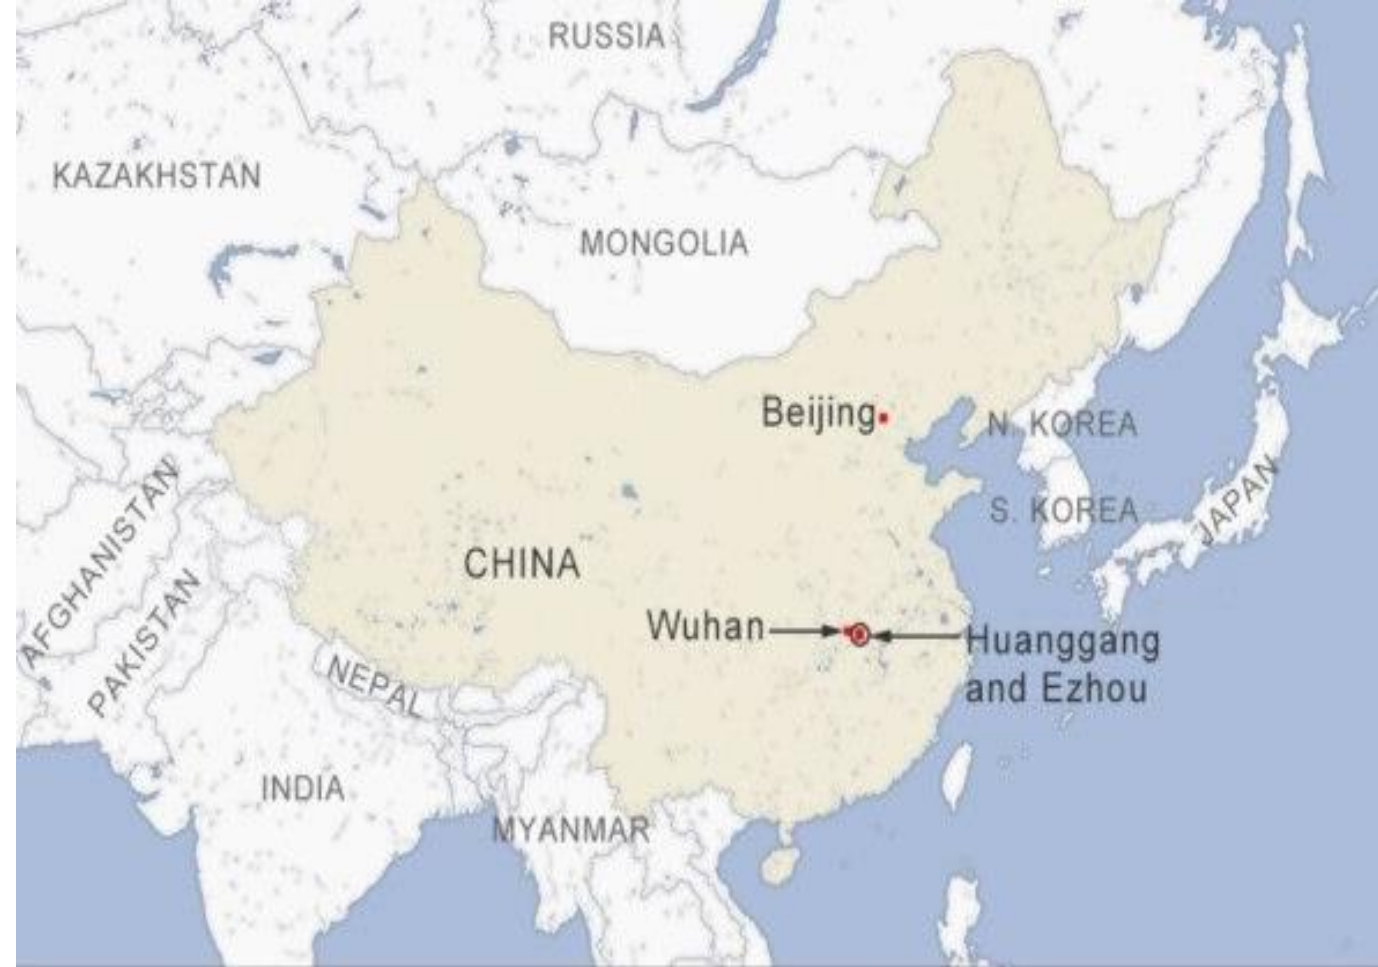 RUSSIA
KAZAKHSTAN
MONGOLIA
Beijing
N. KOREA
S. KOREA
JAPAN
AFGHANISTAN
PAKISTAN
CHINA
Wuhan
Huanggang
and Ezhou
NEPAL
INDIA
MYANMAR